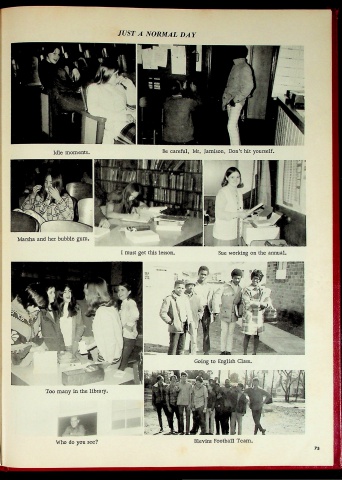 JUST A NORMAL DAY
Idle moments.
Be careful, Mr. Jamison, Don't hit yourself.
Marsha and her bubble gum.
I must get this lesson.
Sue working on the annual.
Going to English Class.
Too many in the library.
Who do you see?
Football Team.
73